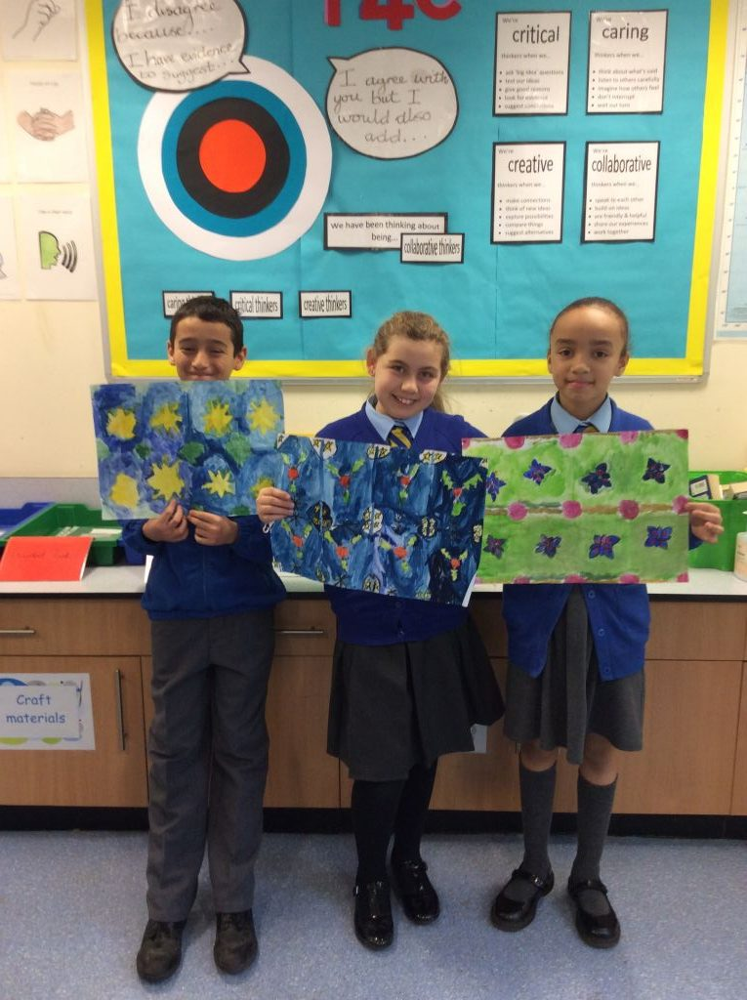 P4C
I disagree
because....
I have evidence
to suggest...
I agree with
you but I
would also
add...
We're
critical
thinkers when we...
• ask 'big idea' questions
• test our ideas
• give good reasons
• look for evidence
• suggest conclusions
We're
caring
thinkers when we...
• think about what's said
• listen to others carefully
• imagine how others feel
• don't interrupt
• wait our turn
We're
creative
thinkers when we...
• make connections
• think of new ideas
• explore possibilities
• compare things
• suggest alternatives
We're
collaborative
thinkers when we...
• speak to each other
• build on ideas
• are friendly & helpful
• share our experiences
• work together
We have been thinking about
being...
collaborative thinkers
caring
critical thinkers
creative thinkers
Craft
materials